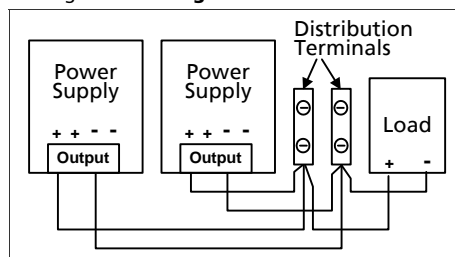 Distribution
Terminals
Power
Supply
Power
Supply
Load
+ + - -
+ + - -
+ -
Output
Output